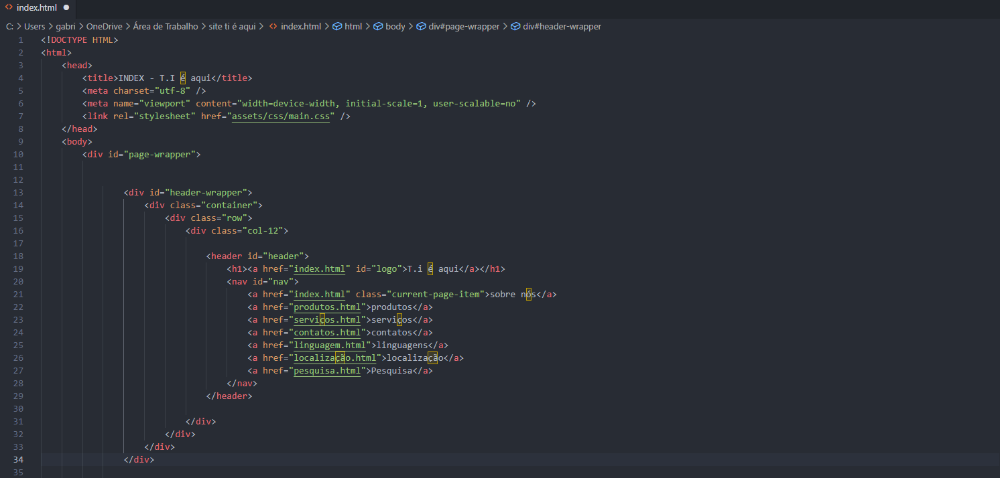 index.html
C: > Users > gabri > OneDrive > Área de Trabalho > site ti é aqui > index.html > html > body > div#page-wrapper > div#header-wrapper
1 <!DOCTYPE HTML>
2 <html>
3 <head>
4 <title>INDEX - T.I é aqui</title>
5 <meta charset="utf-8" />
6 <meta name="viewport" content="width=device-width, initial-scale=1, user-scalable=no" />
7 <link rel="stylesheet" href="assets/css/main.css" />
8 </head>
9 <body>
10 <div id="page-wrapper">
11
12
13 <div id="header-wrapper">
14 <div class="container">
15 <div class="row">
16 <div class="col-12">
17
18 <header id="header">
19 <h1><a href="index.html" id="logo">T.i é aqui</a></h1>
20 <nav id="nav">
21 <a href="index.html" class="current-page-item">sobre nós</a>
22 <a href="produtos.html">produtos</a>
23 <a href="serviços.html">serviços</a>
24 <a href="contatos.html">contatos</a>
25 <a href="linguagem.html">linguagens</a>
26 <a href="localização.html">localização</a>
27 <a href="pesquisa.html">Pesquisa</a>
28 </nav>
29 </header>
30
31 </div>
32 </div>
33 </div>
34 </div>
35